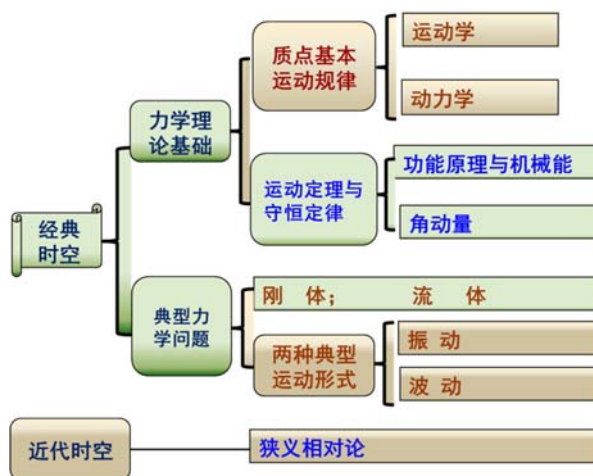 质点基本
运动规律
运动学
动力学
力学理
论基础
运动定理与
守恒定律
功能原理与机械能
角动量
经典
时空
典型力
学问题
刚 体； 流 体
两种典型
运动形式
振 动
波 动
近代时空
狭义相对论